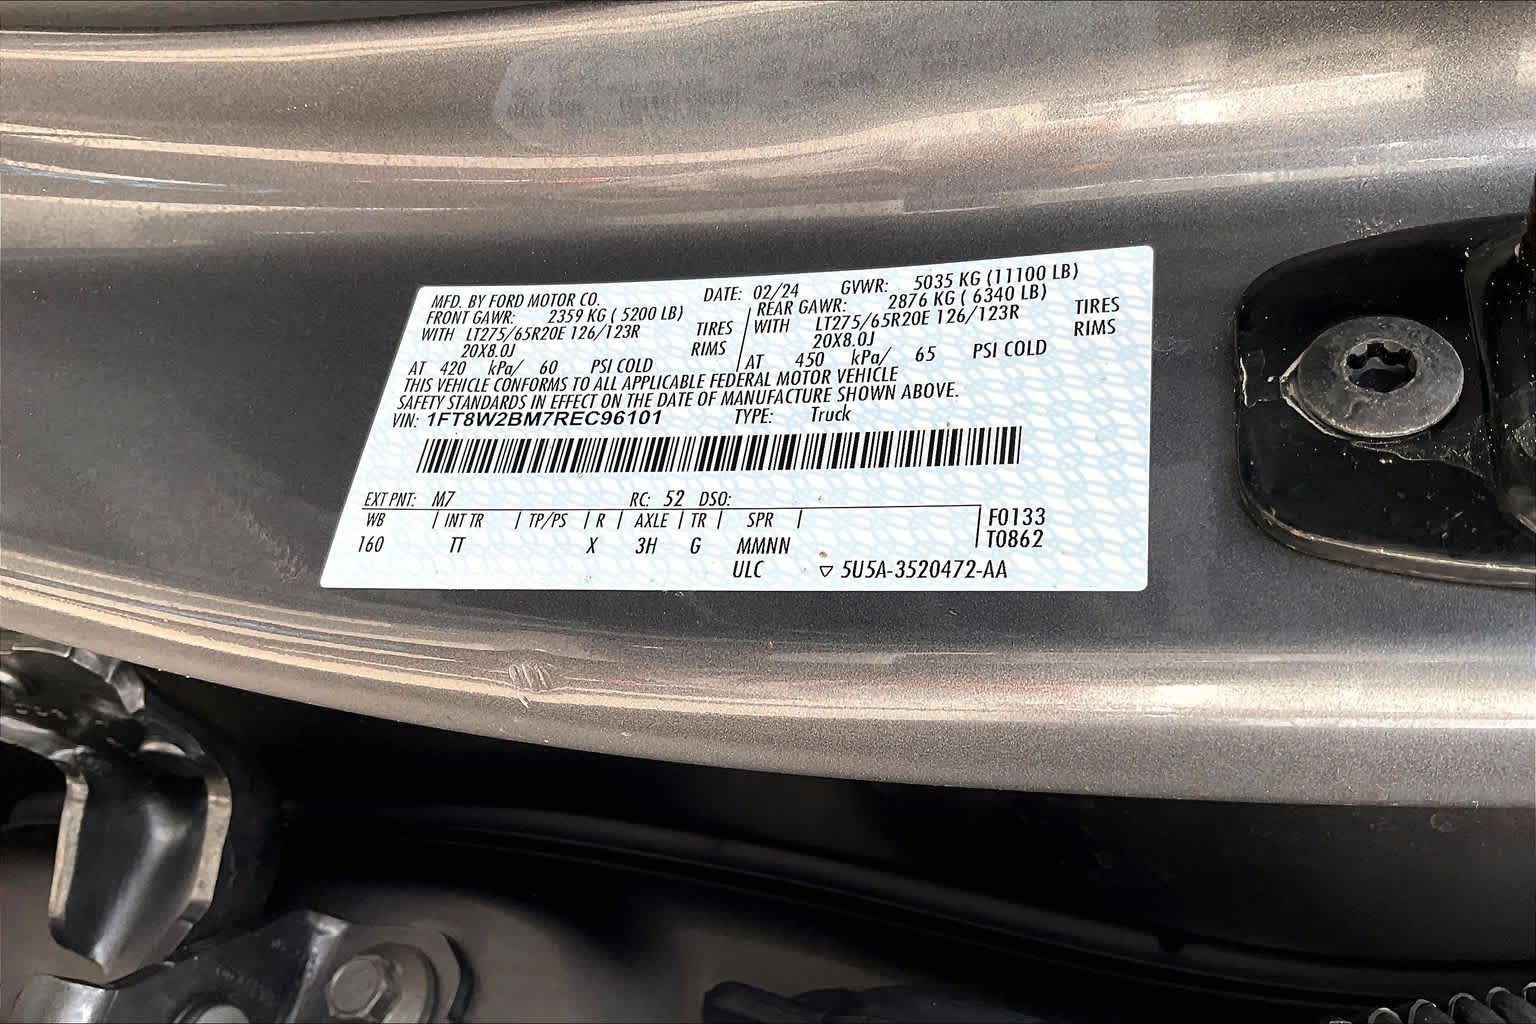 MFD. BY FORD MOTOR CO. DATE: 02/24 GVWR: 5035 KG (11100 LB)
FRONT GAWR: 2359 KG ( 5200 LB) REAR GAWR: 2876 KG ( 6340 LB)
WITH LT275/65R20E 126/123R TIRES WITH LT275/65R20E 126/123R TIRES
20X8.0J RIMS 20X8.0J RIMS
AT 420 kPa/ 60 PSI COLD AT 450 kPa/ 65 PSI COLD
THIS VEHICLE CONFORMS TO ALL APPLICABLE FEDERAL MOTOR VEHICLE
SAFETY STANDARDS IN EFFECT ON THE DATE OF MANUFACTURE SHOWN ABOVE.
VIN: 1FT8W2BM7REC96101 TYPE: Truck
EXT PNT: M7 RC: 52 DSO:
WB | INT TR | TP/PS | R | AXLE | TR | SPR | F0133
160 TT X 3H G MMNN T0862
ULC ▽ 5U5A-3520472-AA